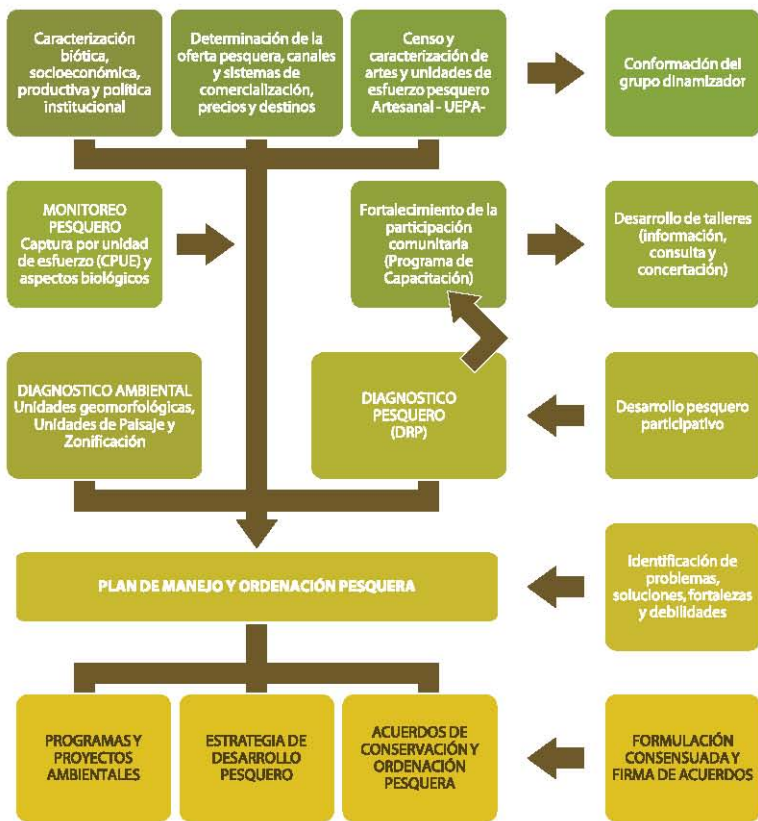 Caracterización
biótica,
socioeconómica,
productiva y política
institucional
Determinación de la
oferta pesquera, canales
y sistemas de
comercialización,
precios y destinos
Censo y
caracterización de
artes y unidades de
esfuerzo pesquero
Artesanal - UEPA-
Conformación del
grupo dinamizador
MONITOREO
PESQUERO
Captura por unidad
de esfuerzo (CPUE) y
aspectos biológicos
Fortalecimiento de la
participación
comunitaria
(Programa de
Capacitación)
Desarrollo de talleres
(información,
consulta y
concertación)
DIAGNOSTICO AMBIENTAL
Unidades geomorfológicas,
Unidades de Paisaje y
Zonificación
DIAGNOSTICO
PESQUERO
(DRP)
Desarrollo pesquero
participativo
PLAN DE MANEJO Y ORDENACIÓN PESQUERA
Identificación de
problemas,
soluciones, fortalezas
y debilidades
PROGRAMAS Y
PROYECTOS
AMBIENTALES
ESTRATEGIA DE
DESARROLLO
PESQUERO
ACUERDOS DE
CONSERVACIÓN Y
ORDENACIÓN
PESQUERA
FORMULACIÓN
CONSENSUADA Y
FIRMA DE ACUERDOS